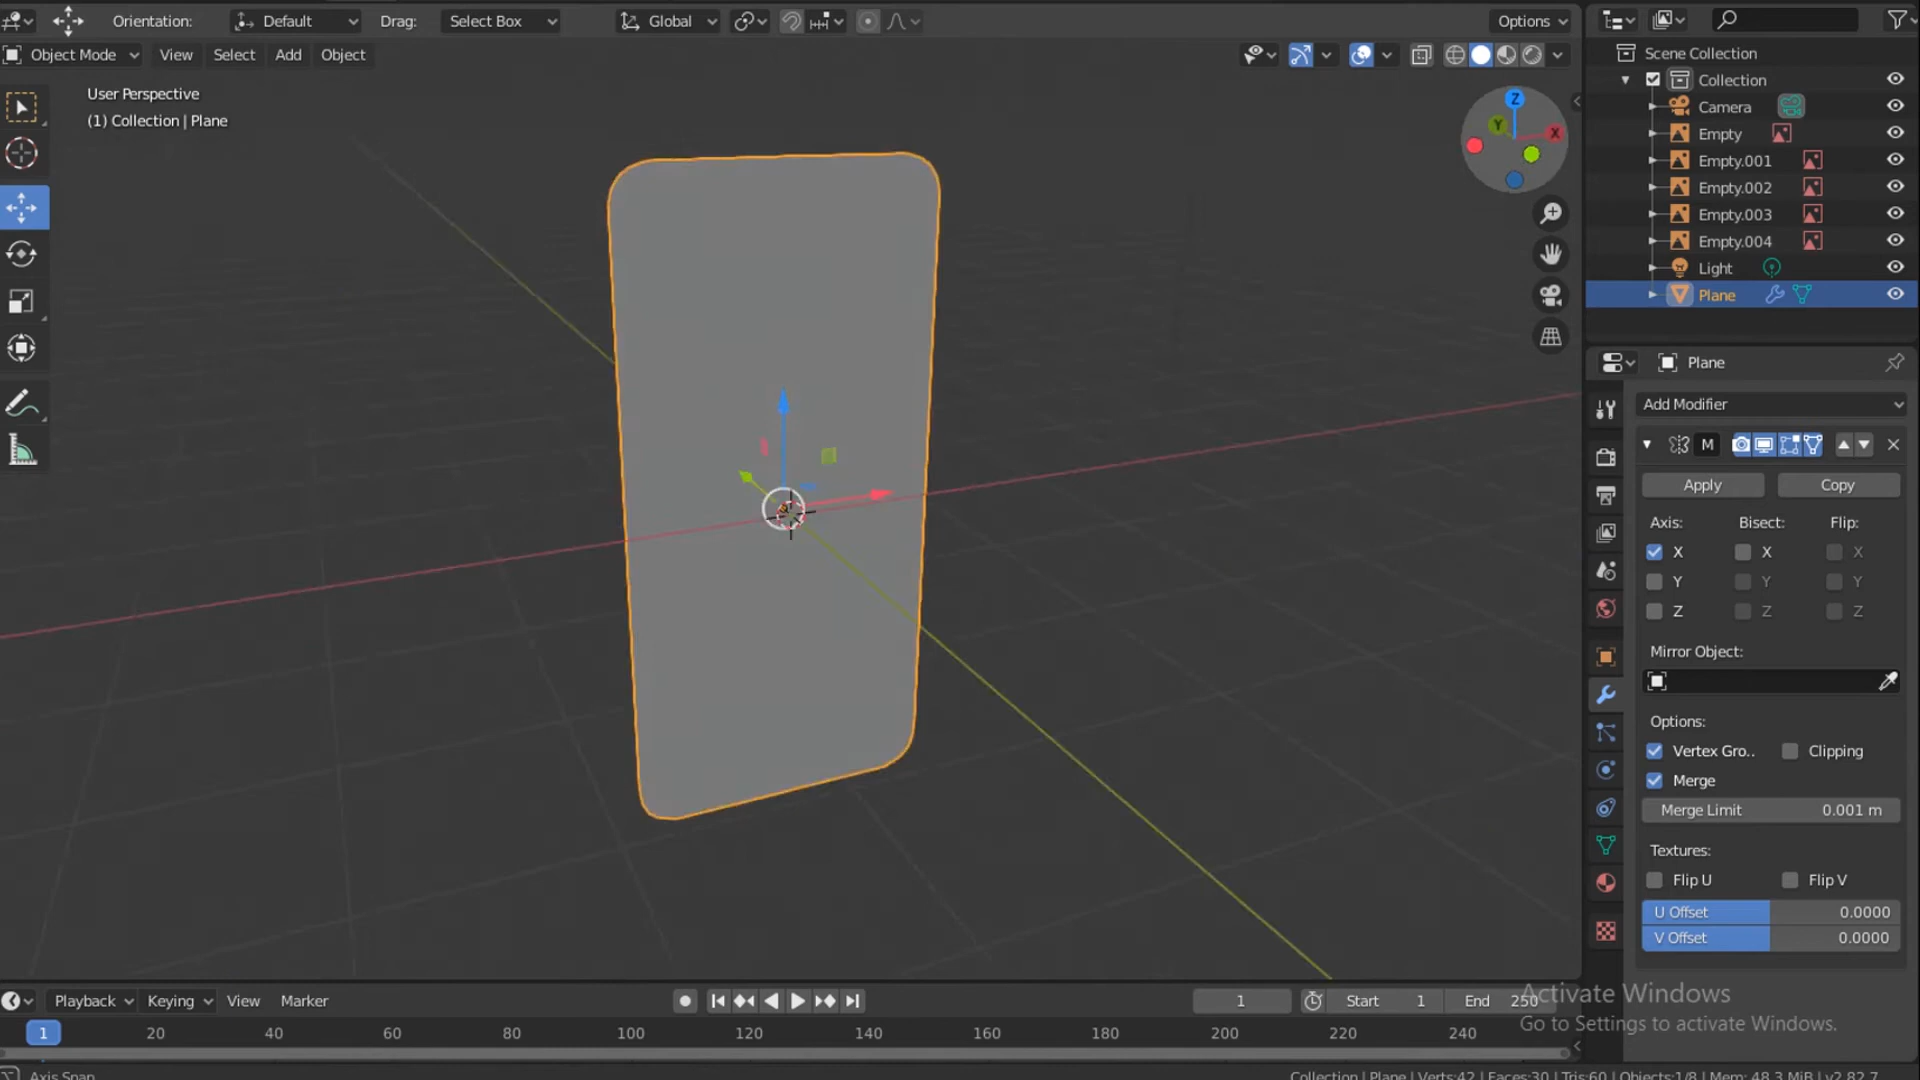 Orientation: Default Drag: Select Box Global Options
Object Mode View Select Add Object
User Perspective
(1) Collection | Plane
Z
Y
X
Scene Collection
Collection
Camera
Empty
Empty.001
Empty.002
Empty.003
Empty.004
Light
Plane
Plane
Add Modifier
M
Apply Copy
Axis: Bisect: Flip:
X X X
Y Y Y
Z Z Z
Mirror Object:
Options:
Vertex Gro.. Clipping
Merge
Merge Limit 0.001 m
Textures:
Flip U Flip V
U Offset 0.0000
V Offset 0.0000
Playback Keying View Marker 1 Start 1 End 250
1 20 40 60 80 100 120 140 160 180 200 220 240
Activate Windows
Go to Settings to activate Windows.
Axis Snap Collection | Plane | Verts:42 | Faces:30 | Tris:60 | Objects:1/8 | Mem: 48.3 MiB | v2.82.7